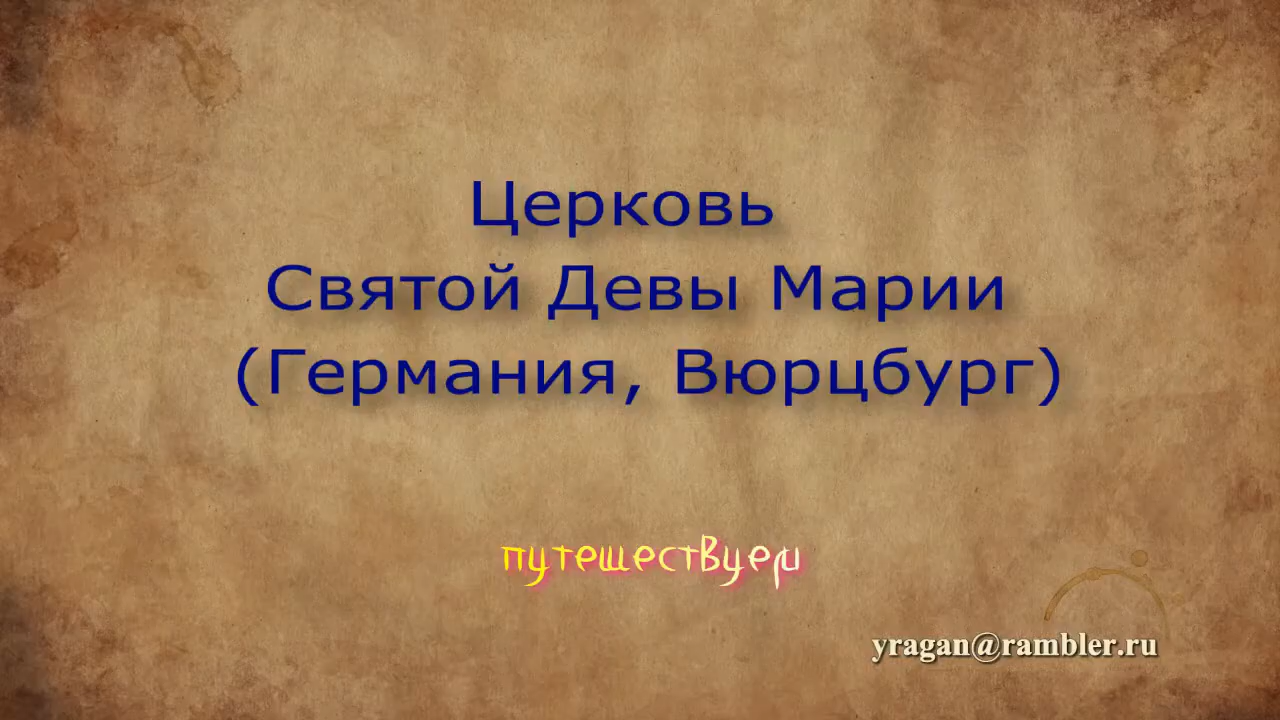 Церковь
Святой Девы Марии
(Германия, Вюрцбург)
путешествуем
yragan@rambler.ru